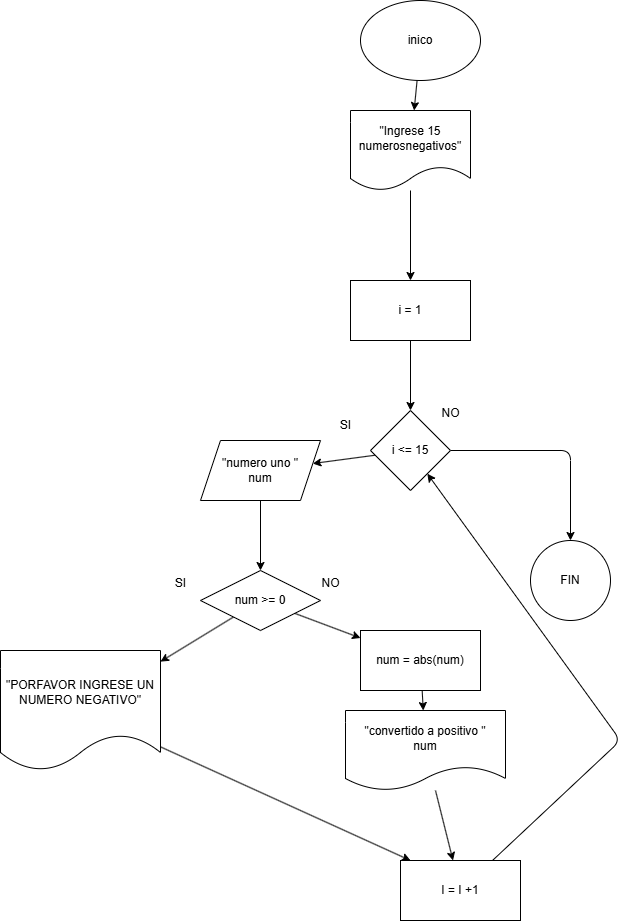 inico
"Ingrese 15
numerosnegativos"
i = 1
NO
SI
i <= 15
"numero uno "
num
FIN
SI
NO
num >= 0
num = abs(num)
"PORFAVOR INGRESE UN
NUMERO NEGATIVO"
"convertido a positivo "
num
I = I +1